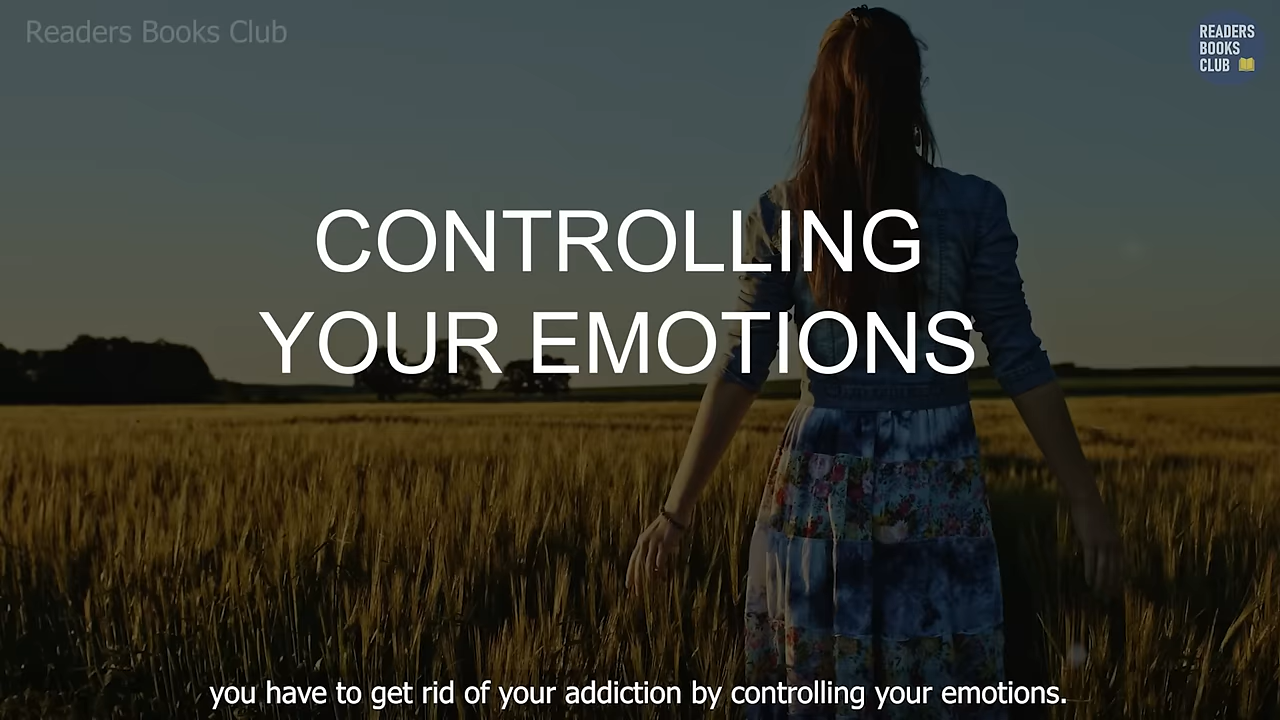 Readers Books Club
READERS
BOOKS
CLUB
CONTROLLING
YOUR EMOTIONS
you have to get rid of your addiction by controlling your emotions.